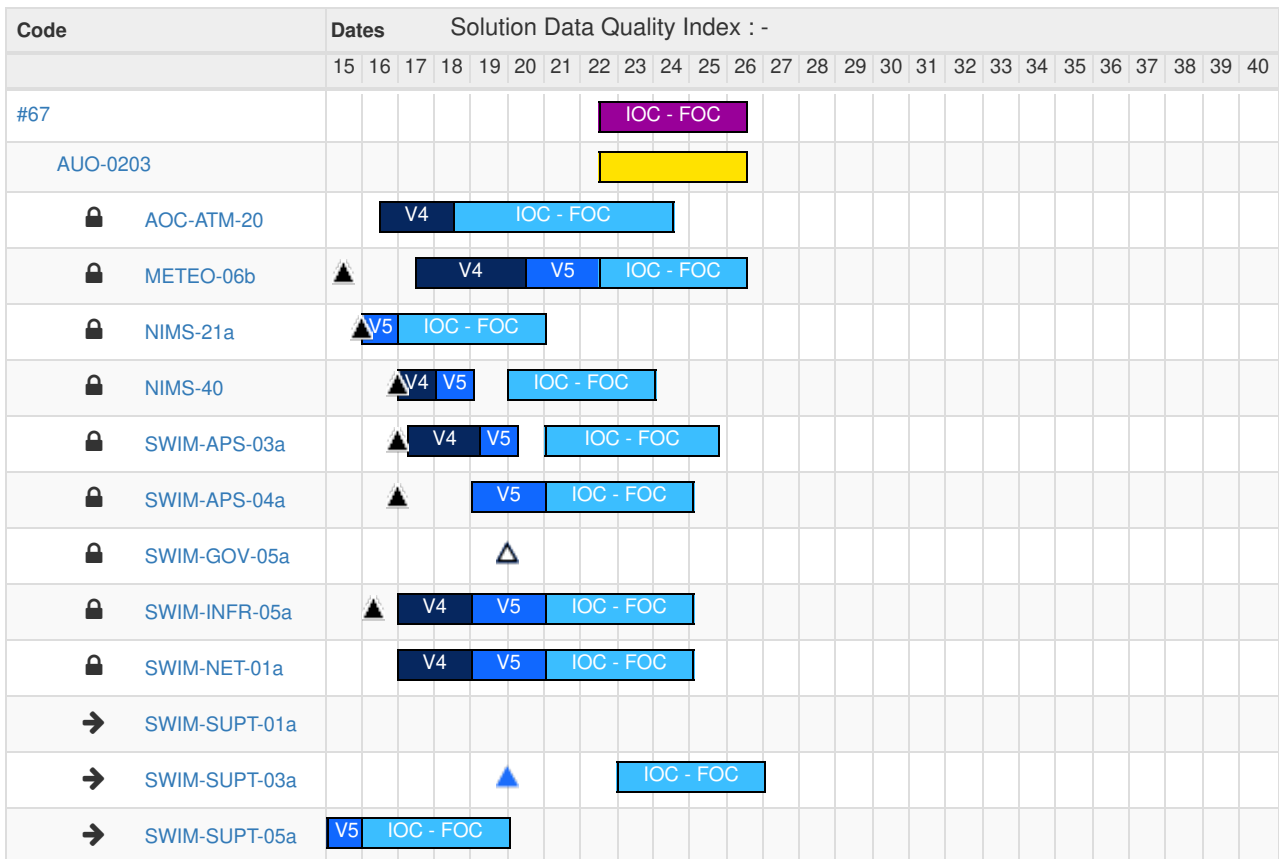 Code Dates Solution Data Quality Index : -
15 16 17 18 19 20 21 22 23 24 25 26 27 28 29 30 31 32 33 34 35 36 37 38 39 40
#67 IOC - FOC
AUO-0203
AOC-ATM-20 V4 IOC - FOC
METEO-06b V4 V5 IOC - FOC
NIMS-21a V5 IOC - FOC
NIMS-40 V4 V5 IOC - FOC
SWIM-APS-03a V4 V5 IOC - FOC
SWIM-APS-04a V5 IOC - FOC
SWIM-GOV-05a
SWIM-INFR-05a V4 V5 IOC - FOC
SWIM-NET-01a V4 V5 IOC - FOC
SWIM-SUPT-01a
SWIM-SUPT-03a IOC - FOC
SWIM-SUPT-05a V5 IOC - FOC